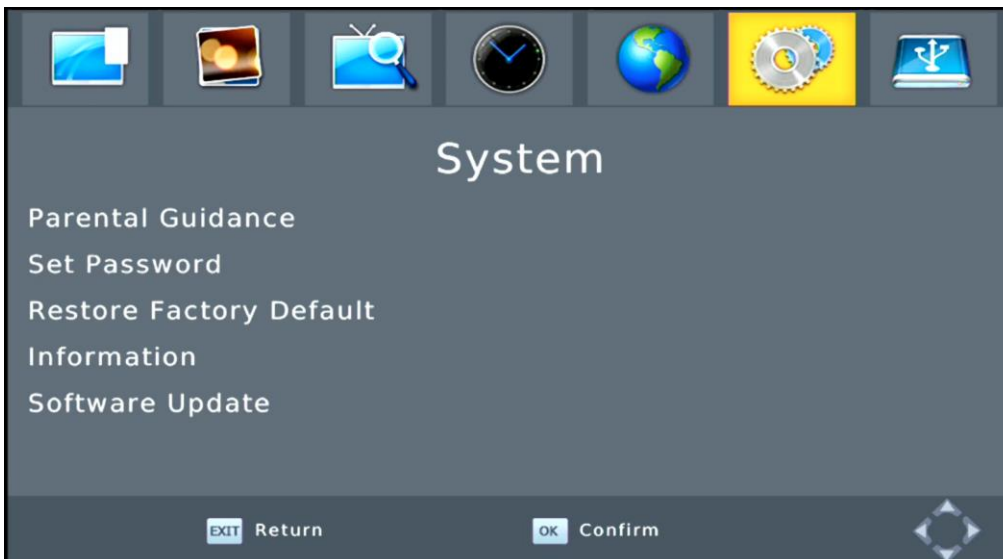 System
Parental Guidance
Set Password
Restore Factory Default
Information
Software Update
EXIT Return
OK Confirm